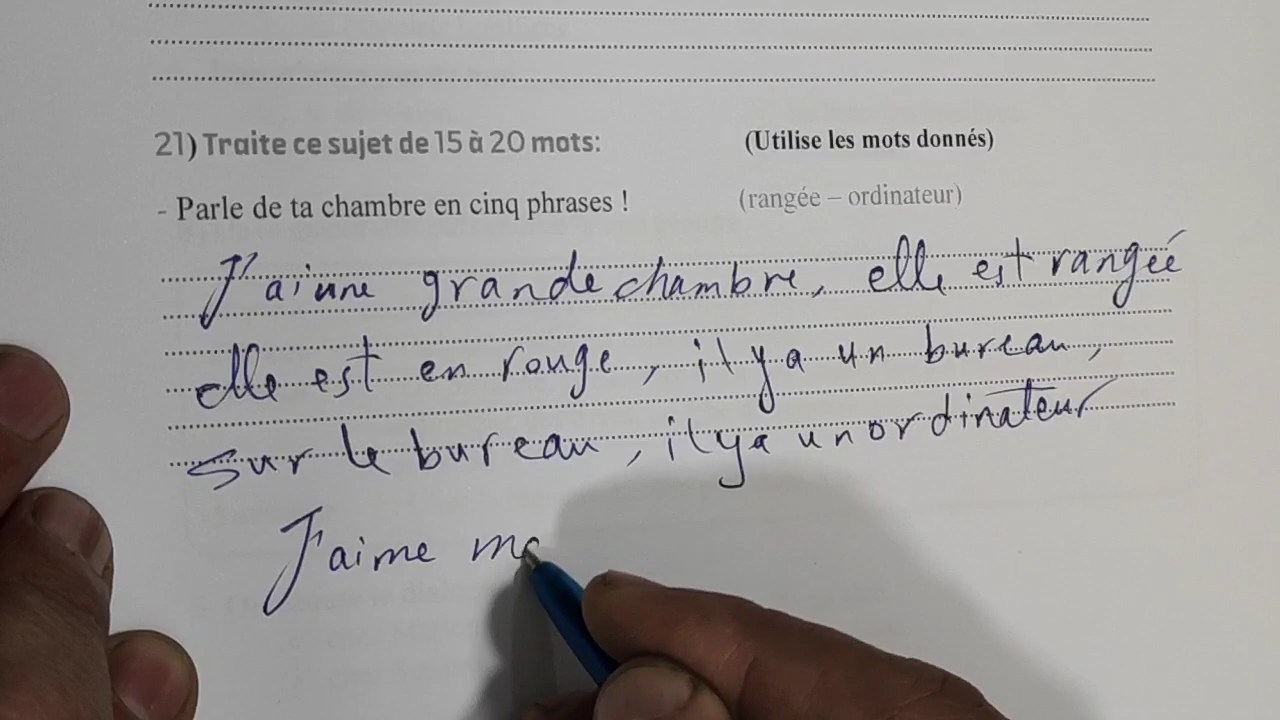 21) Traite ce sujet de 15 à 20 mots: (Utilise les mots donnés)
- Parle de ta chambre en cinq phrases ! (rangée – ordinateur)
J'ai une grande chambre, elle est rangée
elle est en rouge, il y a un bureau,
sur le bureau, il y a un ordinateur
J'aime ma